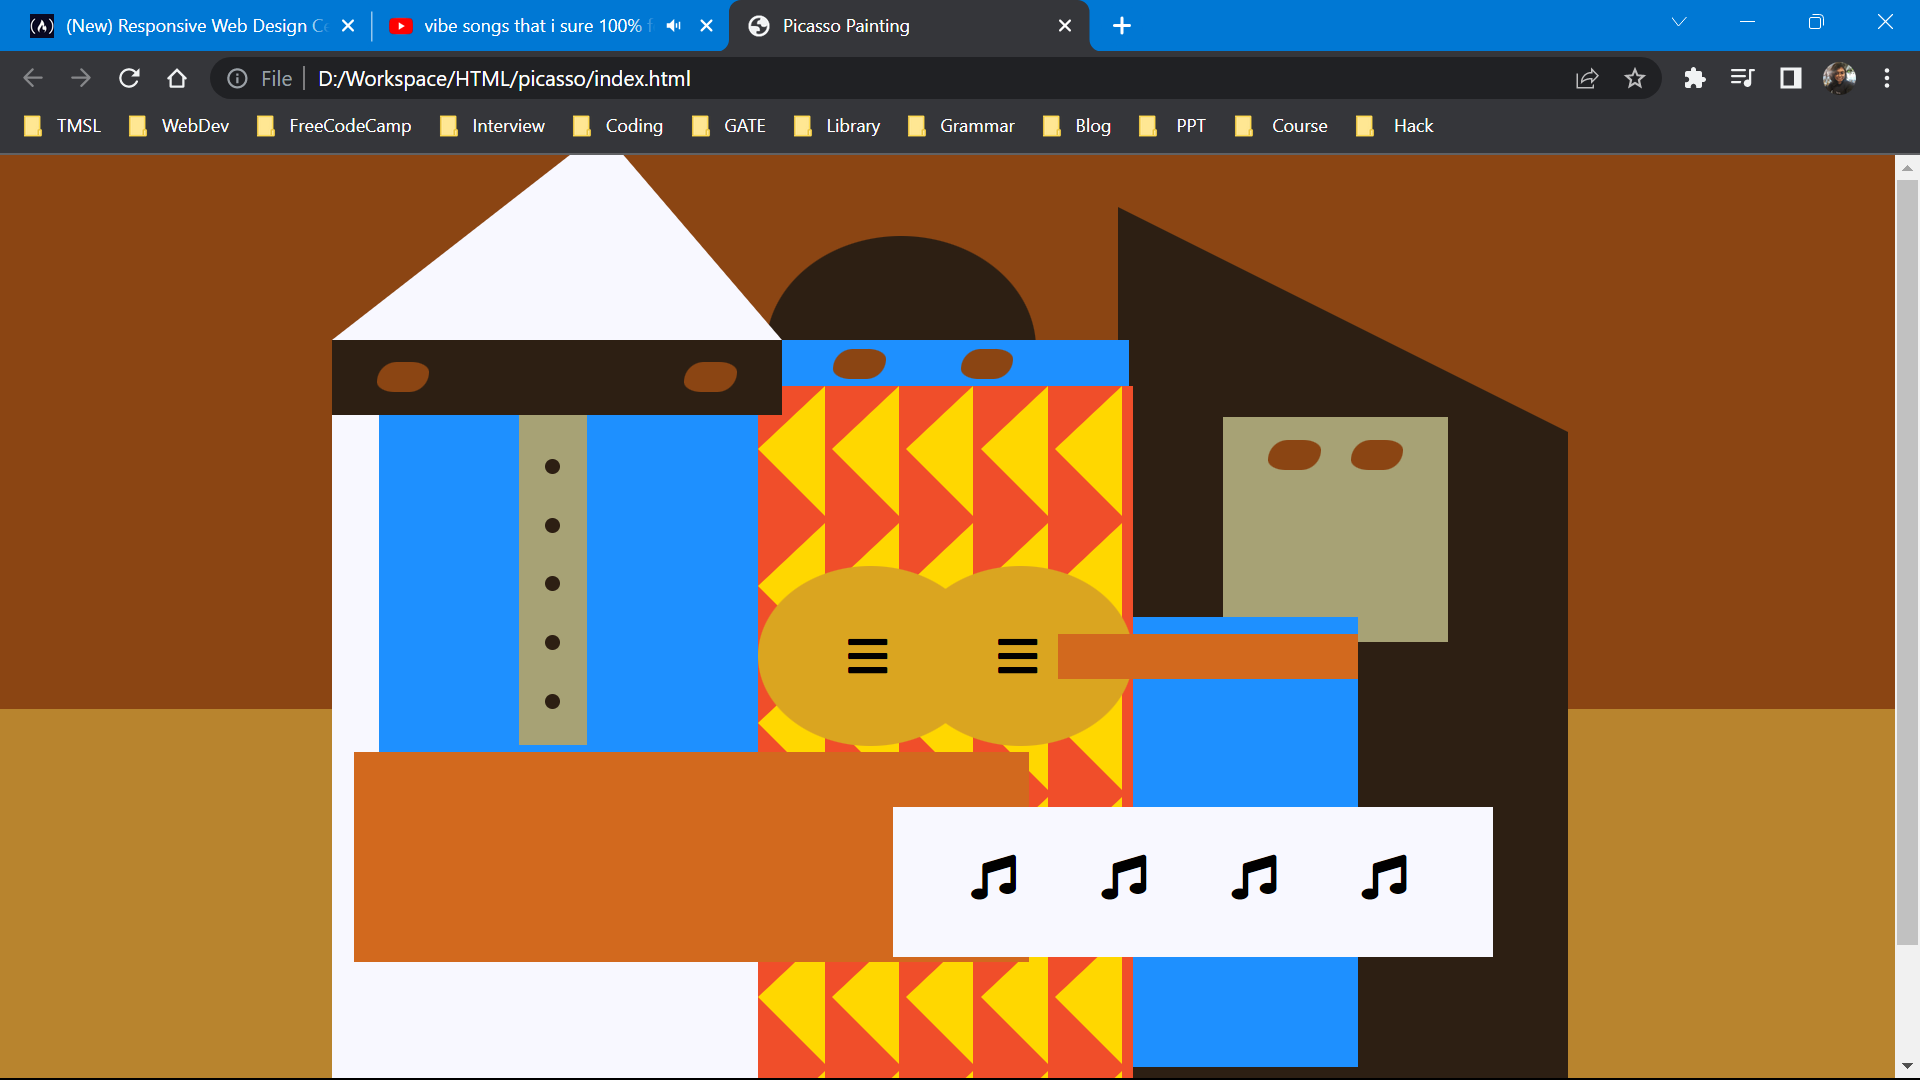 (New) Responsive Web Design Ce
vibe songs that i sure 100% f
Picasso Painting
File
D:/Workspace/HTML/picasso/index.html
TMSL WebDev FreeCodeCamp Interview Coding GATE Library Grammar Blog PPT Course Hack